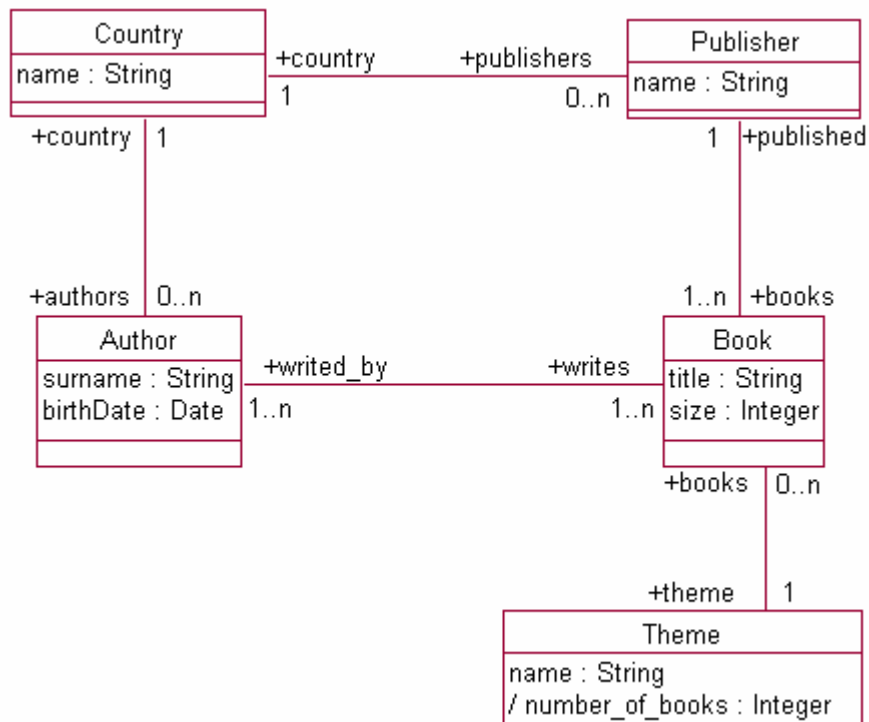 Country
name : String
+country
+publishers
1
0..n
Publisher
name : String
+country
1
1
+published
+authors
0..n
1..n
+books
Author
surname : String
birthDate : Date
+writed_by
+writes
1..n
1..n
Book
title : String
size : Integer
+books
0..n
+theme
1
Theme
name : String
/ number_of_books : Integer